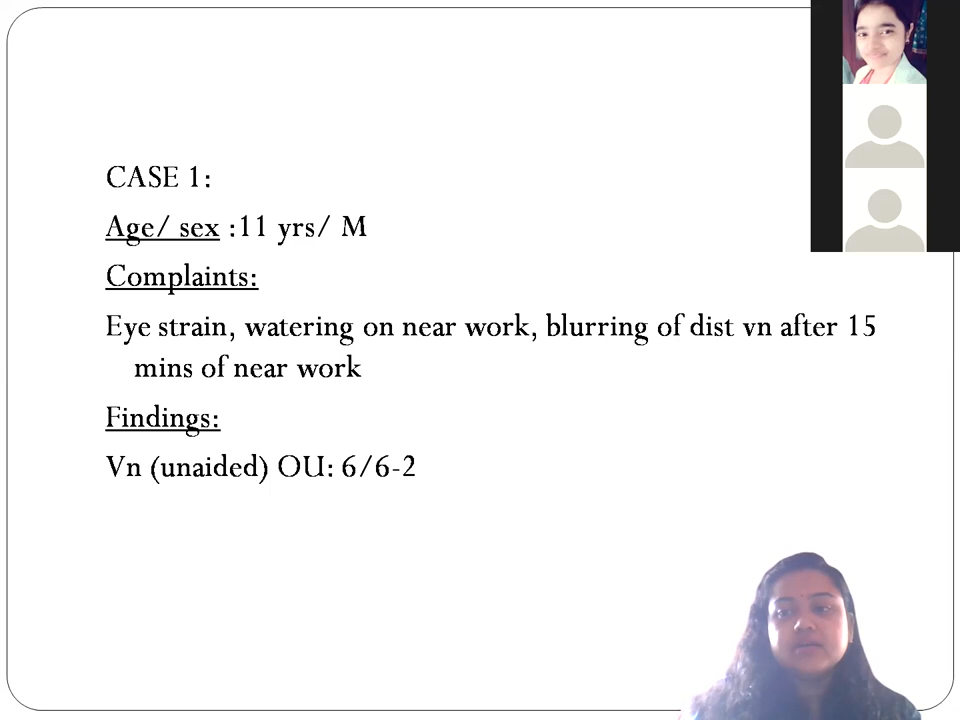 CASE 1:
Age/ sex :11 yrs/ M
Complaints:
Eye strain, watering on near work, blurring of dist vn after 15
mins of near work
Findings:
Vn (unaided) OU: 6/6-2